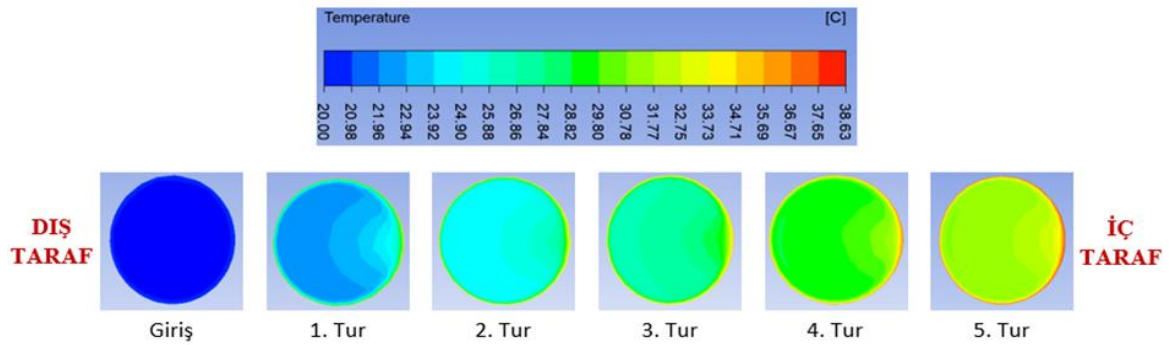 Temperature [C]
20.00 20.98 21.96 22.94 23.92 24.90 25.88 26.86 27.84 28.82 29.80 30.78 31.77 32.75 33.73 34.71 35.69 36.67 37.65 38.63
DIŞ
TARAF
İÇ
TARAF
Giriş 1. Tur 2. Tur 3. Tur 4. Tur 5. Tur